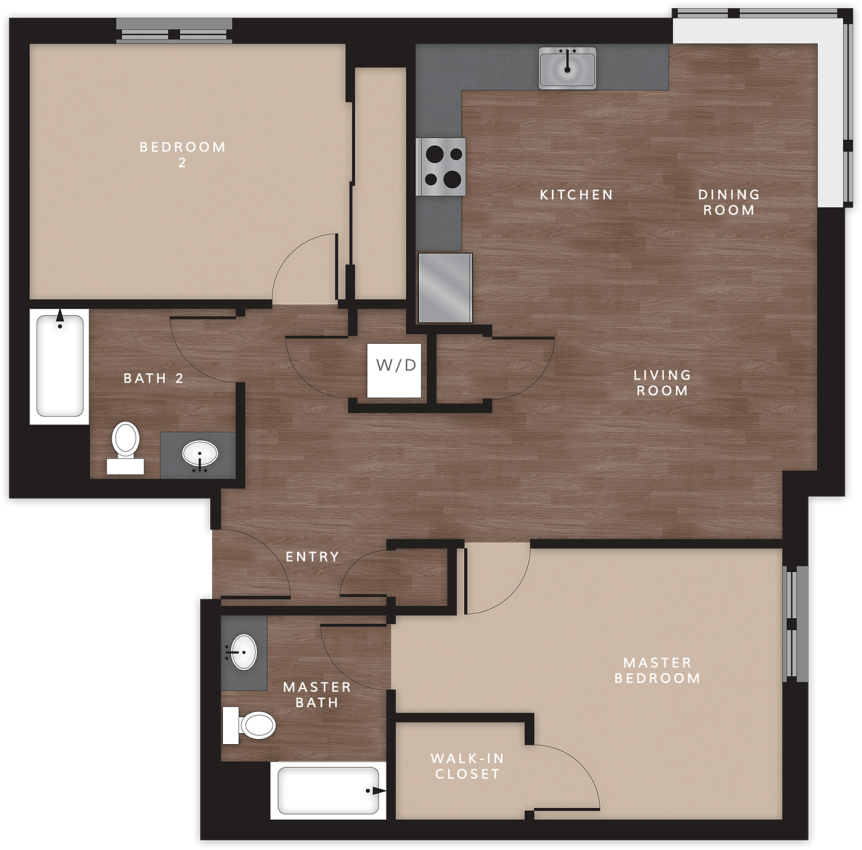 BEDROOM
2
KITCHEN
DINING
ROOM
W/D
BATH 2
LIVING
ROOM
ENTRY
MASTER
BEDROOM
MASTER
BATH
WALK-IN
CLOSET